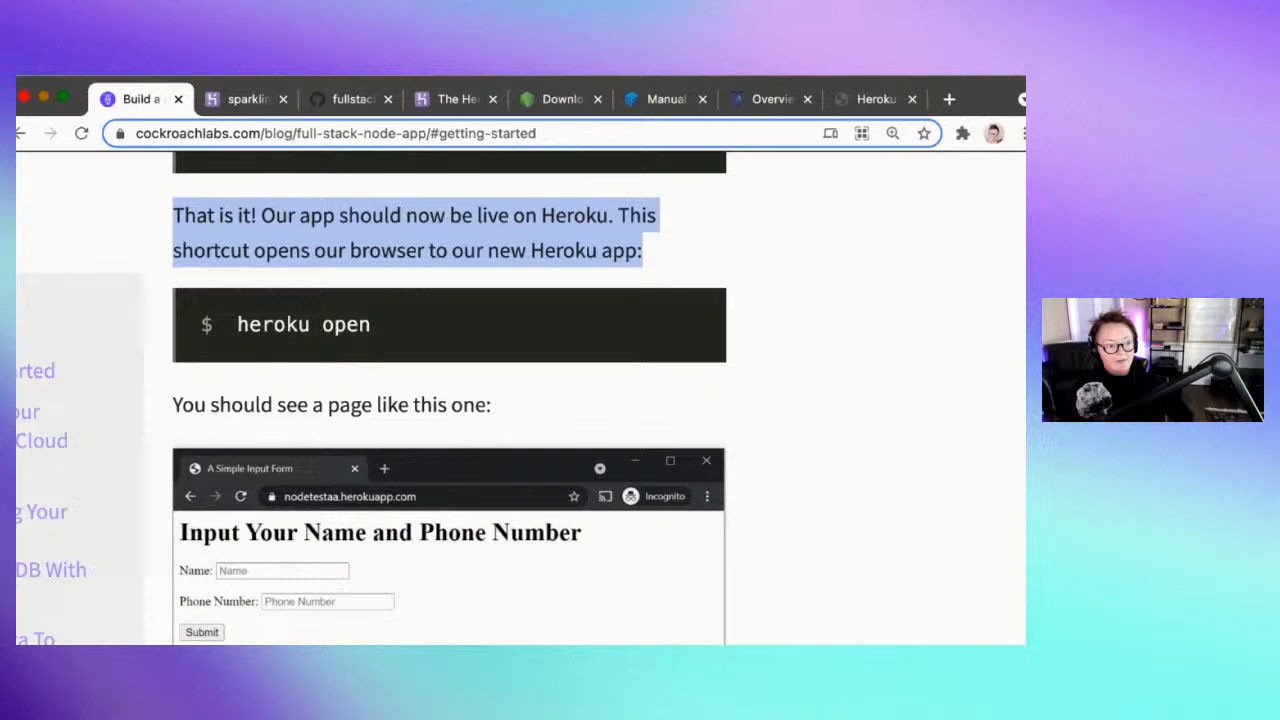 Build a
sparklin
fullstac
The He
Downlo
Manual
Overvie
Heroku
cockroachlabs.com/blog/full-stack-node-app/#getting-started
That is it! Our app should now be live on Heroku. This
shortcut opens our browser to our new Heroku app:
$ heroku open
arted
our
Cloud
g Your
DB With
ta To
You should see a page like this one:
A Simple Input Form
nodetestaa.herokuapp.com
Incognito
Input Your Name and Phone Number
Name: Name
Phone Number: Phone Number
Submit